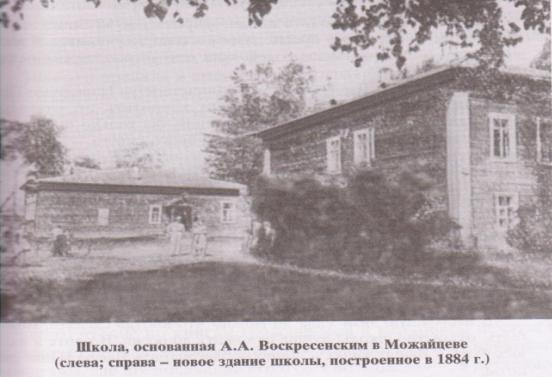 Школа, основанная А.А. Воскресенским в Можайцеве
(слева; справа – новое здание школы, построенное в 1884 г.)